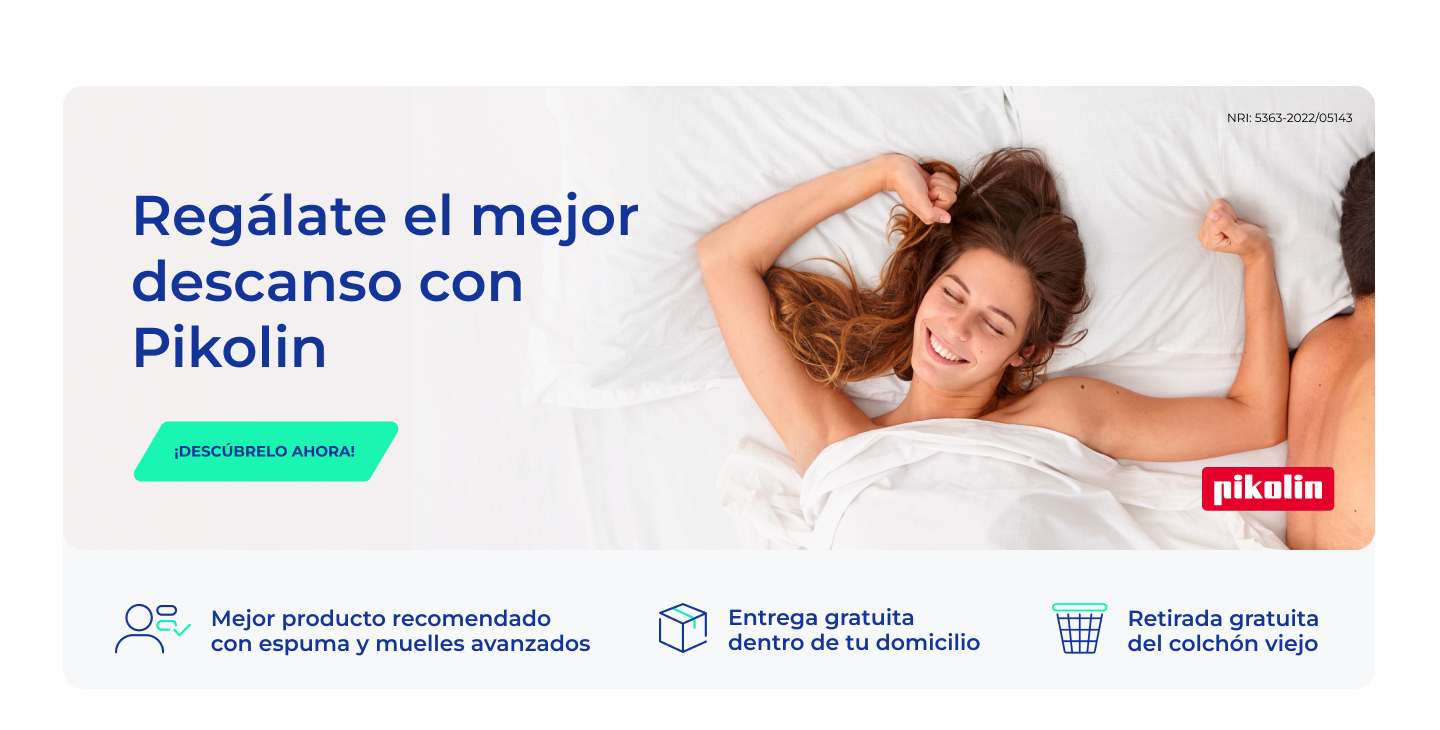 NRI: 5363-2022/05143
Regálate el mejor
descanso con
Pikolin
¡DESCÚBRELO AHORA!
pikolin
Mejor producto recomendado
con espuma y muelles avanzados
Entrega gratuita
dentro de tu domicilio
Retirada gratuita
del colchón viejo